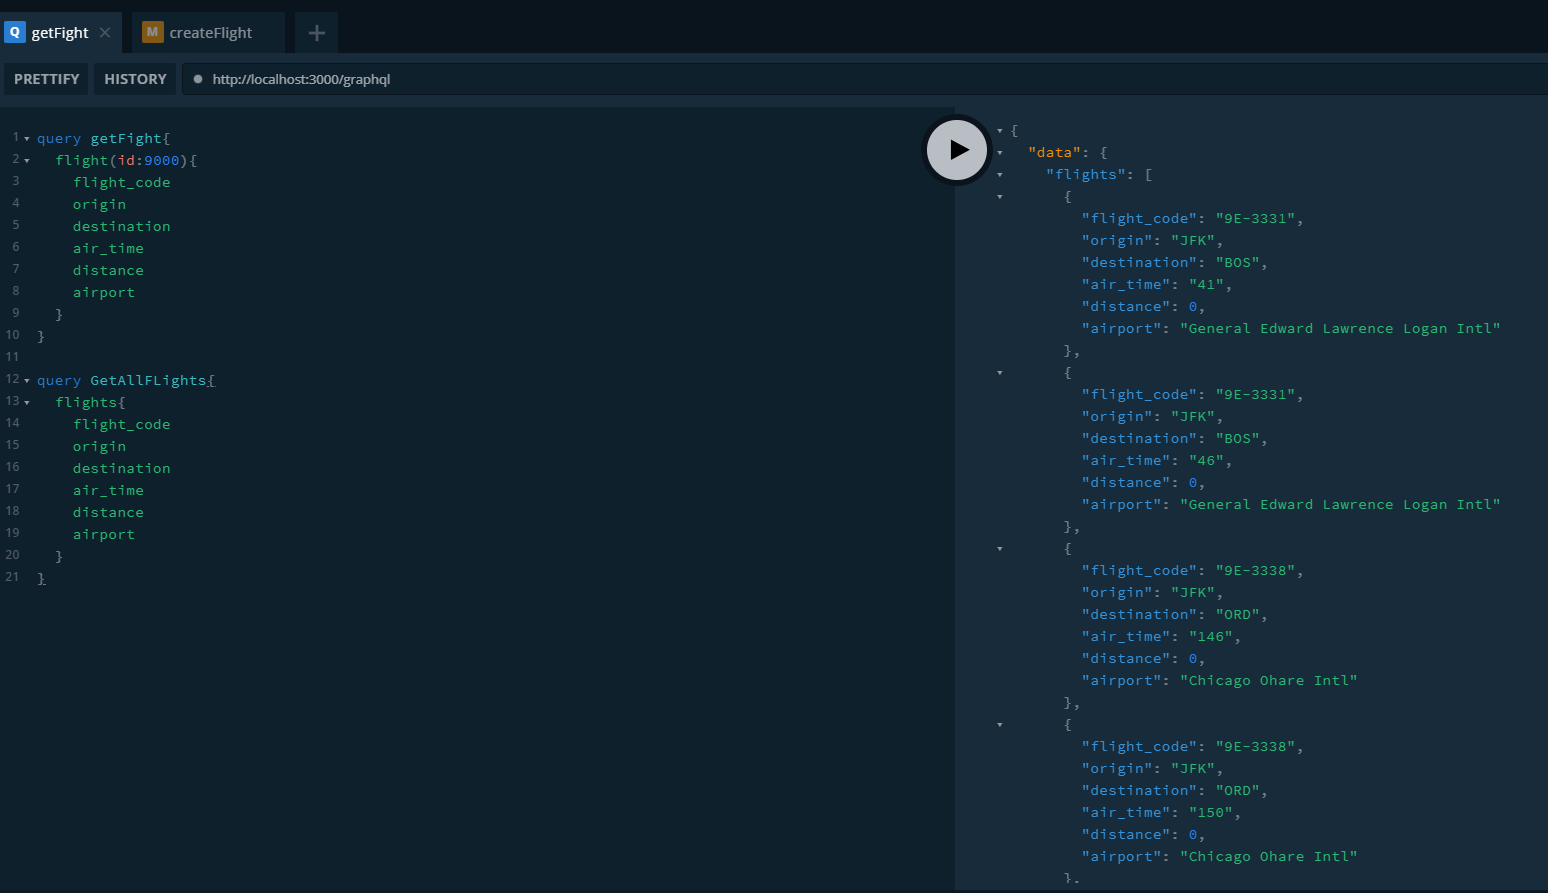 Q getFight × M createFlight +
PRETTIFY HISTORY http://localhost:3000/graphql
1 query getFight{
2 flight(id:9000){
3 flight_code
4 origin
5 destination
6 air_time
7 distance
8 airport
9 }
10 }
11
12 query GetAllFLights{
13 flights{
14 flight_code
15 origin
16 destination
17 air_time
18 distance
19 airport
20 }
21 }
{
"data": {
"flights": [
{
"flight_code": "9E-3331",
"origin": "JFK",
"destination": "BOS",
"air_time": "41",
"distance": 0,
"airport": "General Edward Lawrence Logan Intl"
},
{
"flight_code": "9E-3331",
"origin": "JFK",
"destination": "BOS",
"air_time": "46",
"distance": 0,
"airport": "General Edward Lawrence Logan Intl"
},
{
"flight_code": "9E-3338",
"origin": "JFK",
"destination": "ORD",
"air_time": "146",
"distance": 0,
"airport": "Chicago Ohare Intl"
},
{
"flight_code": "9E-3338",
"origin": "JFK",
"destination": "ORD",
"air_time": "150",
"distance": 0,
"airport": "Chicago Ohare Intl"
},